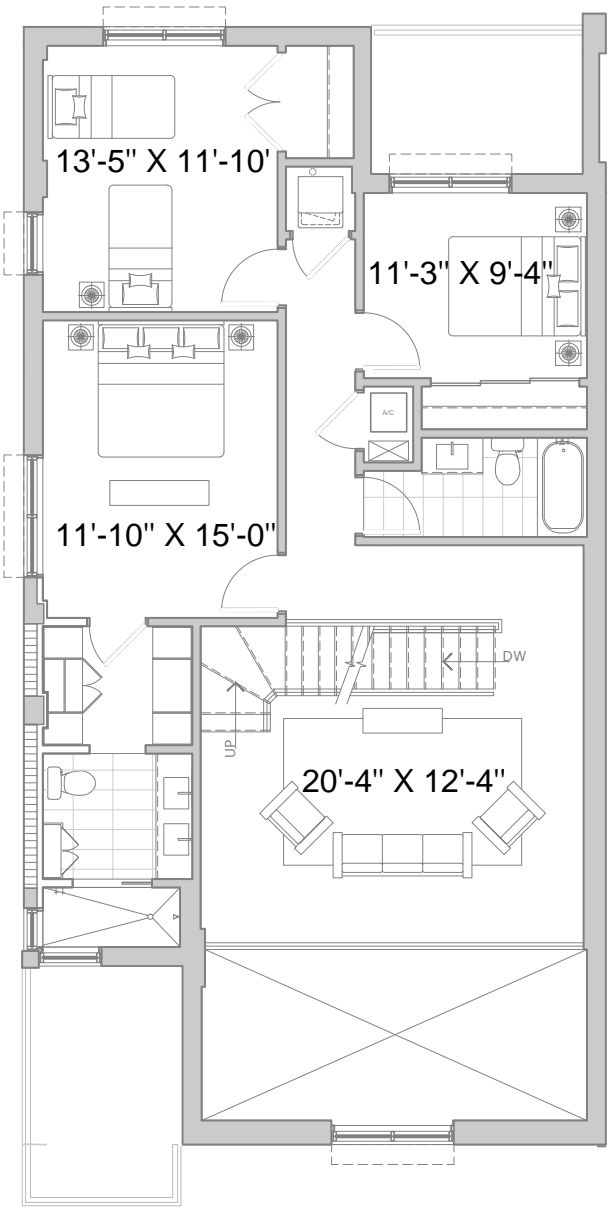 13'-5" X 11'-10'
11'-3" X 9'-4"
A/C
11'-10" X 15'-0"
DW
UP
20'-4" X 12'-4"